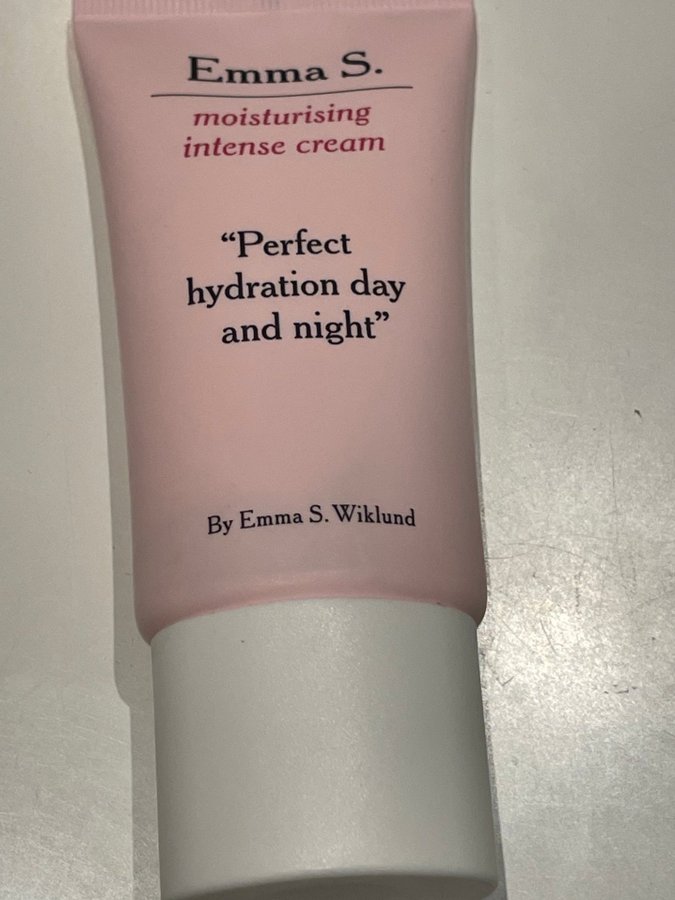 Emma S.
moisturising
intense cream
“Perfect
hydration day
and night”
By Emma S. Wiklund